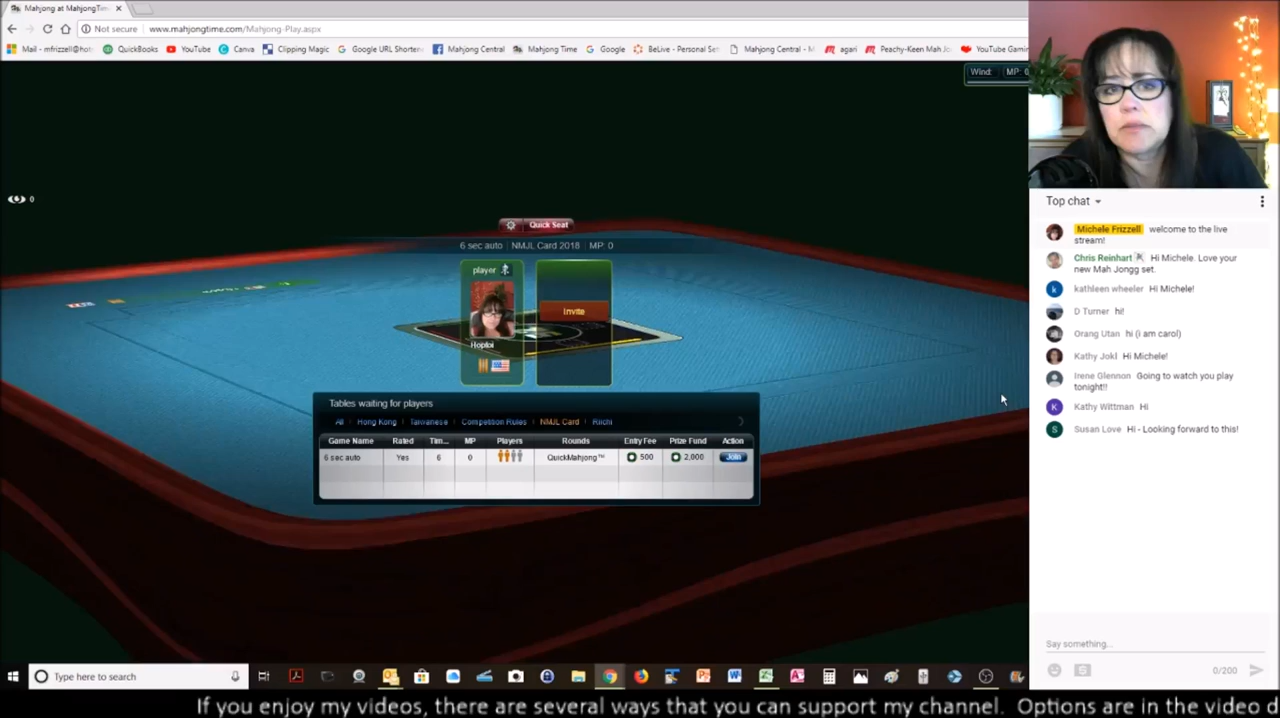 Mahjong at MahjongTim
Not secure | www.mahjongtime.com/Mahjong-Play.aspx
Mail - mfrizzell@hot QuickBooks YouTube Canva Clipping Magic Google URL Shorten Mahjong Central Mahjong Time Google BeLive - Personal Se Mahjong Central - M agari Peachy-Keen Mah Jo YouTube Gamin
Wind: MP: 0
0
Quick Seat
6 sec auto | NMJL Card 2018 | MP: 0
player
Invite
Hoploi
Tables waiting for players
All Hong Kong Taiwanese Competition Rules NMJL Card Riichi
Game Name Rated Tim... MP Players Rounds Entry Fee Prize Fund Action
6 sec auto Yes 6 0 QuickMahjong™ 500 2,000 Join
Top chat
Michele Frizzell welcome to the live
stream!
Chris Reinhart Hi Michele. Love your
new Mah Jongg set.
kathleen wheeler Hi Michele!
D Turner hi!
Orang Utan hi (i am carol)
Kathy Jokl Hi Michele!
Irene Glennon Going to watch you play
tonight!!
Kathy Wittman Hi
Susan Love Hi - Looking forward to this!
Say something...
0/200
Type here to search
If you enjoy my videos, there are several ways that you can support my channel. Options are in the video d